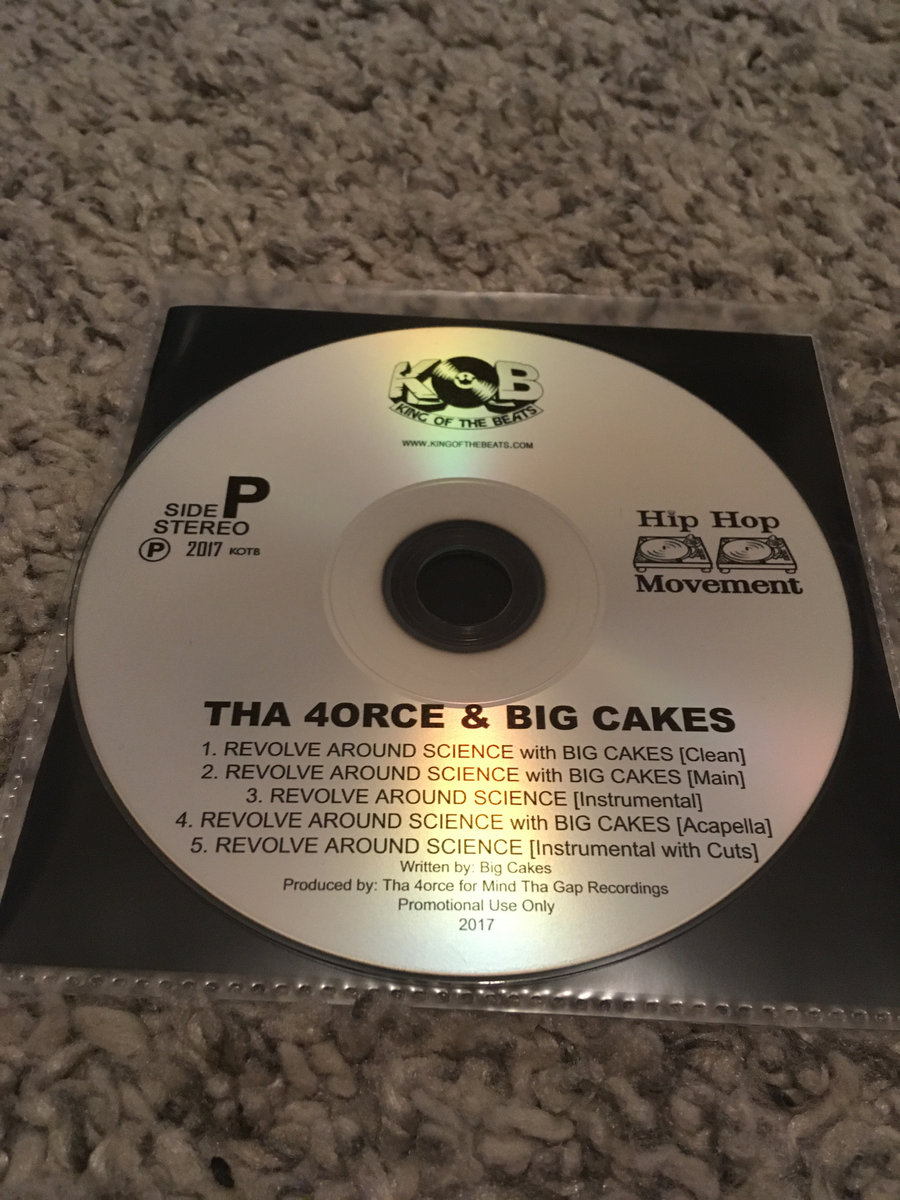 KOB
KING OF THE BEATS
WWW.KINGOFTHEBEATS.COM
SIDE P
STEREO
Ⓟ 2017 KOTB
Hip Hop
Movement
THA 4ORCE & BIG CAKES
1. REVOLVE AROUND SCIENCE with BIG CAKES [Clean]
2. REVOLVE AROUND SCIENCE with BIG CAKES [Main]
3. REVOLVE AROUND SCIENCE [Instrumental]
4. REVOLVE AROUND SCIENCE with BIG CAKES [Acapella]
5. REVOLVE AROUND SCIENCE [Instrumental with Cuts]
Written by: Big Cakes
Produced by: Tha 4orce for Mind Tha Gap Recordings
Promotional Use Only
2017